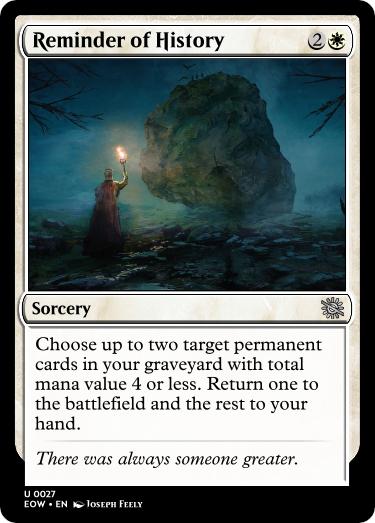 Reminder of History
2
Sorcery
Choose up to two target permanent
cards in your graveyard with total
mana value 4 or less. Return one to
the battlefield and the rest to your
hand.
There was always someone greater.
U 0027
EOW • EN Joseph Feely